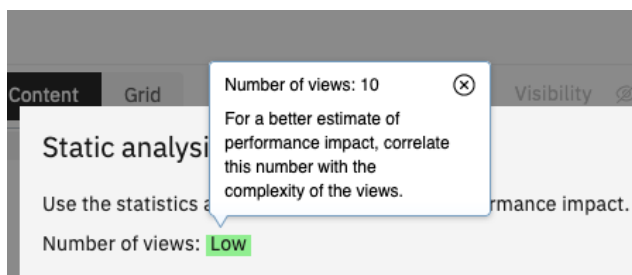 Content
Grid
Visibility
Number of views: 10
For a better estimate of
performance impact, correlate
this number with the
complexity of the views.
Static analysi
Use the statistics a
rmance impact.
Number of views: Low